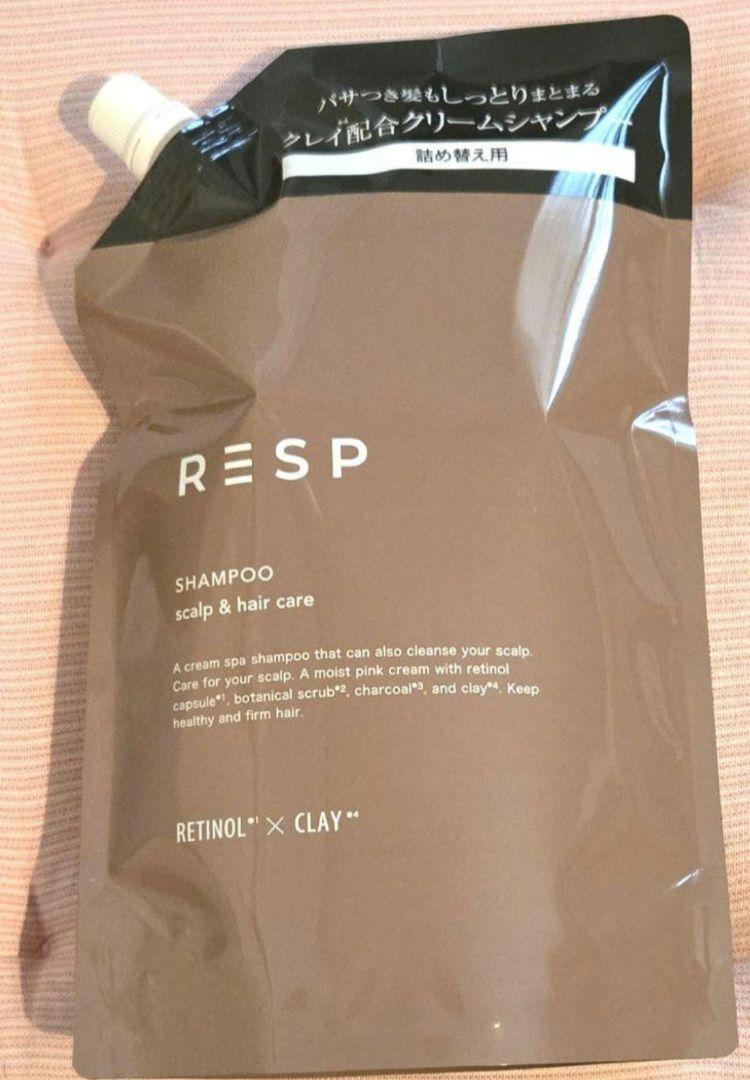 パサつき髪もしっとりまとまる
クレイ配合クリームシャンプー
詰め替え用
RESP
SHAMPOO
scalp & hair care
A cream spa shampoo that can also cleanse your scalp.
Care for your scalp. A moist pink cream with retinol
capsule*1, botanical scrub*2, charcoal*3, and clay*4. Keep
healthy and firm hair.
RETINOL*1 × CLAY*4